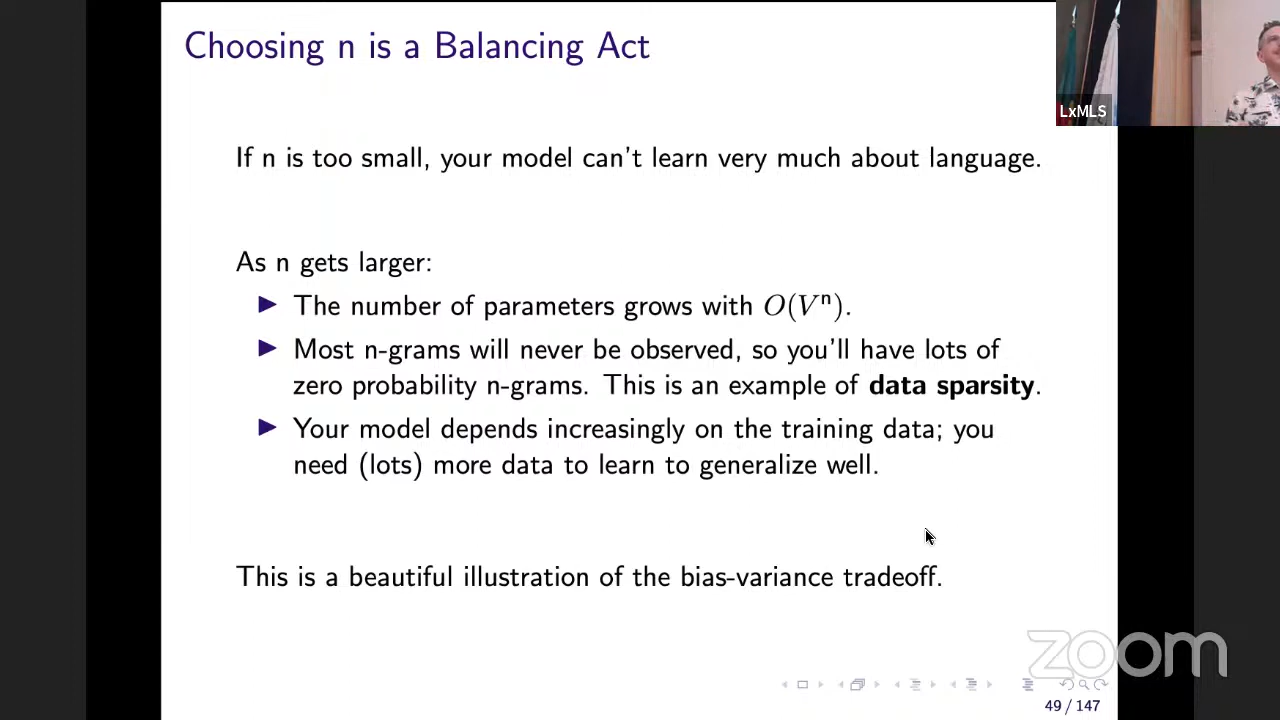 Choosing n is a Balancing Act
LxMLS
If n is too small, your model can't learn very much about language.
As n gets larger:
▶ The number of parameters grows with O(Vⁿ).
▶ Most n-grams will never be observed, so you'll have lots of
zero probability n-grams. This is an example of data sparsity.
▶ Your model depends increasingly on the training data; you
need (lots) more data to learn to generalize well.
This is a beautiful illustration of the bias-variance tradeoff.
zoom
49 / 147